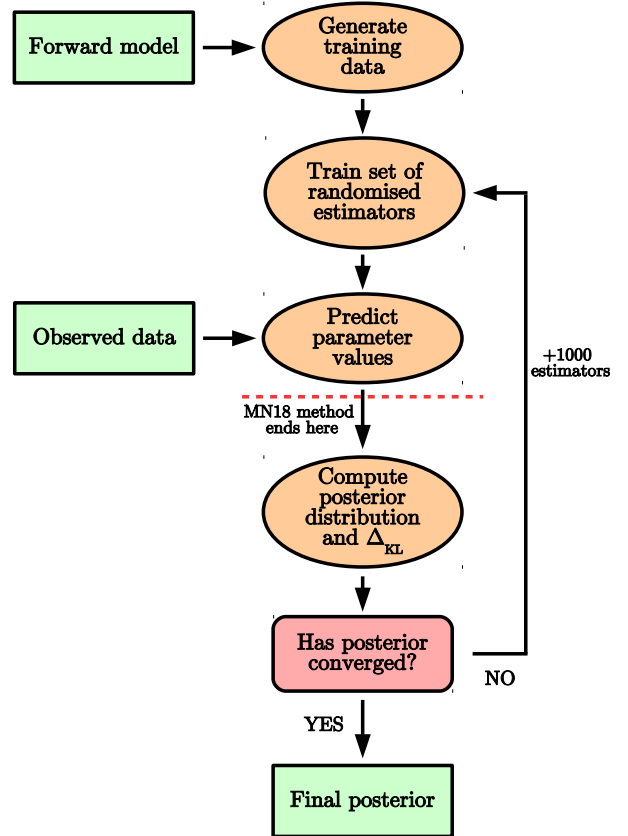 Forward model
Generate
training
data
Train set of
randomised
estimators
Observed data
Predict
parameter
values
+1000
estimators
MN18 method
ends here
Compute
posterior
distribution
and Δ_KL
Has posterior
converged?
NO
YES
Final posterior